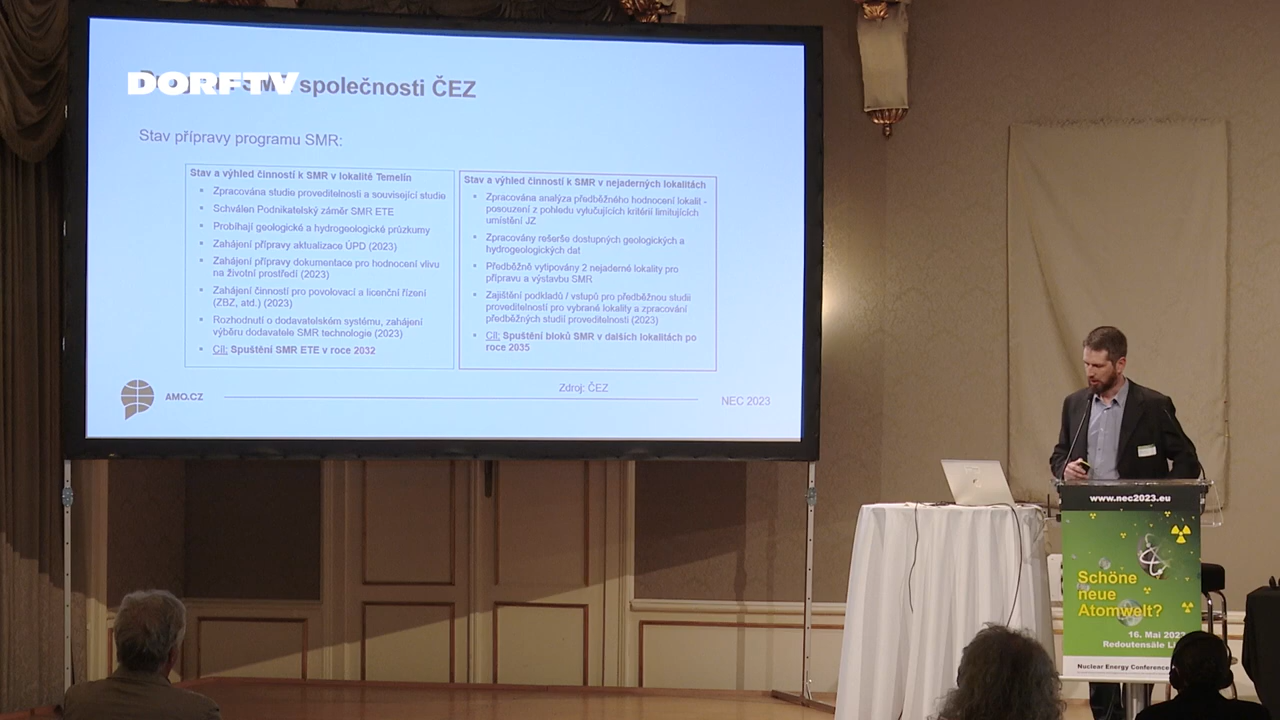 DORFTV
společnosti ČEZ
Stav přípravy programu SMR:
Stav a výhled činností k SMR v lokalitě Temelín
Zpracována studie proveditelnosti a související studie
Schválen Podnikatelský záměr SMR ETE
Probíhají geologické a hydrogeologické průzkumy
Zahájení přípravy aktualizace ÚPD (2023)
Zahájení přípravy dokumentace pro hodnocení vlivu
na životní prostředí (2023)
Zahájení činností pro povolovací a licenční řízení
(ZBZ, atd.) (2023)
Rozhodnutí o dodavatelském systému, zahájení
výběru dodavatele SMR technologie (2023)
Cíl: Spuštění SMR ETE v roce 2032
Stav a výhled činností k SMR v nejaderných lokalitách
Zpracována analýza předběžného hodnocení lokalit -
posouzení z pohledu vylučujících kritérií limitujících
umístění JZ
Zpracovány rešerše dostupných geologických a
hydrogeologických dat
Předběžně vytipovány 2 nejaderné lokality pro
přípravu a výstavbu SMR
Zajištění podkladů / vstupů pro předběžnou studii
proveditelnosti pro vybrané lokality a zpracování
předběžných studií proveditelnosti (2023)
Cíl: Spuštění bloků SMR v dalších lokalitách po
roce 2035
Zdroj: ČEZ
AMO.CZ
NEC 2023
www.nec2023.eu
Schöne
neue
Atomwelt?
16. Mai 2023
Redoutensäle
Nuclear Energy Conference